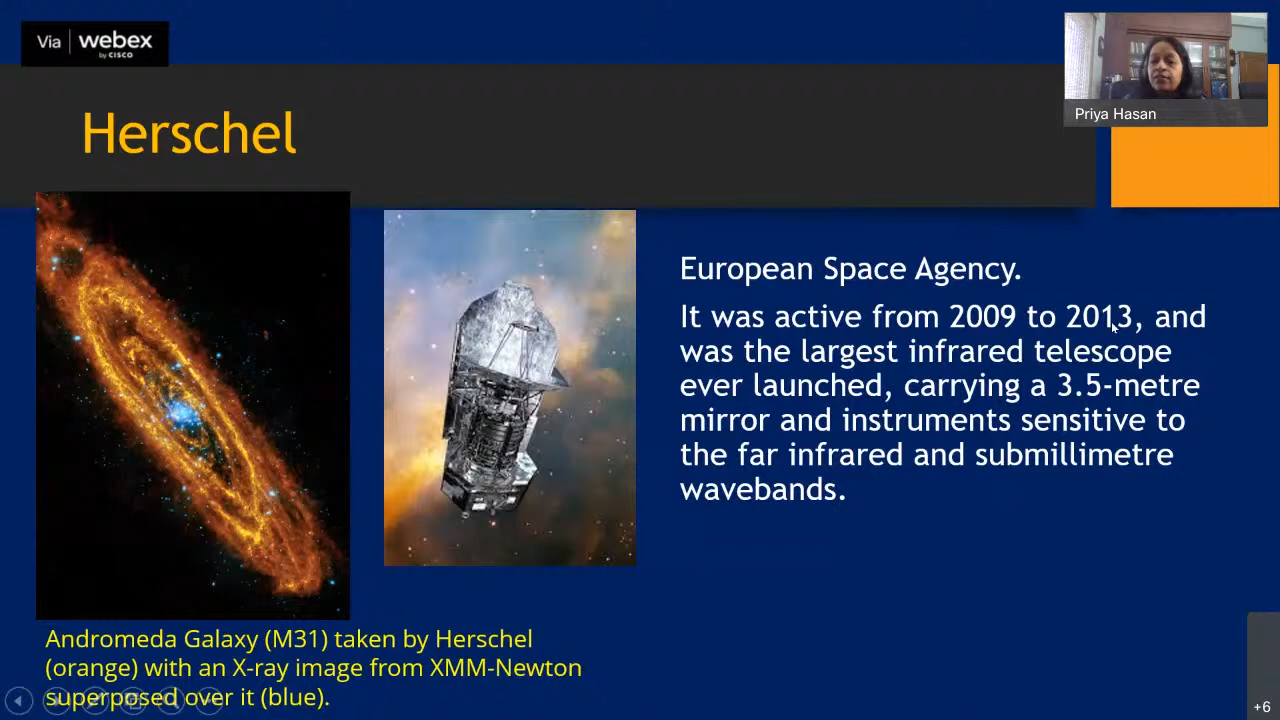 Via webex
by CISCO
Priya Hasan
Herschel
European Space Agency.
It was active from 2009 to 2013, and
was the largest infrared telescope
ever launched, carrying a 3.5-metre
mirror and instruments sensitive to
the far infrared and submillimetre
wavebands.
Andromeda Galaxy (M31) taken by Herschel
(orange) with an X-ray image from XMM-Newton
superposed over it (blue).
+6